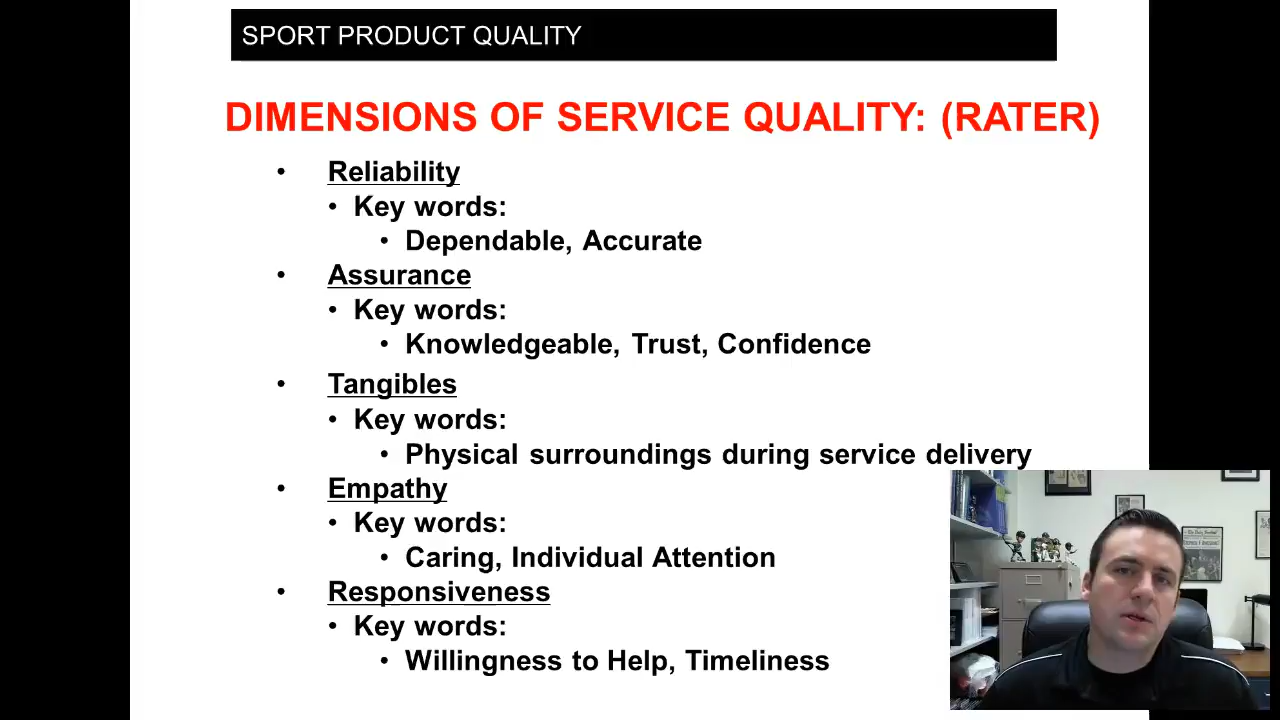 SPORT PRODUCT QUALITY
DIMENSIONS OF SERVICE QUALITY: (RATER)
• Reliability
• Key words:
• Dependable, Accurate
• Assurance
• Key words:
• Knowledgeable, Trust, Confidence
• Tangibles
• Key words:
• Physical surroundings during service delivery
• Empathy
• Key words:
• Caring, Individual Attention
• Responsiveness
• Key words:
• Willingness to Help, Timeliness